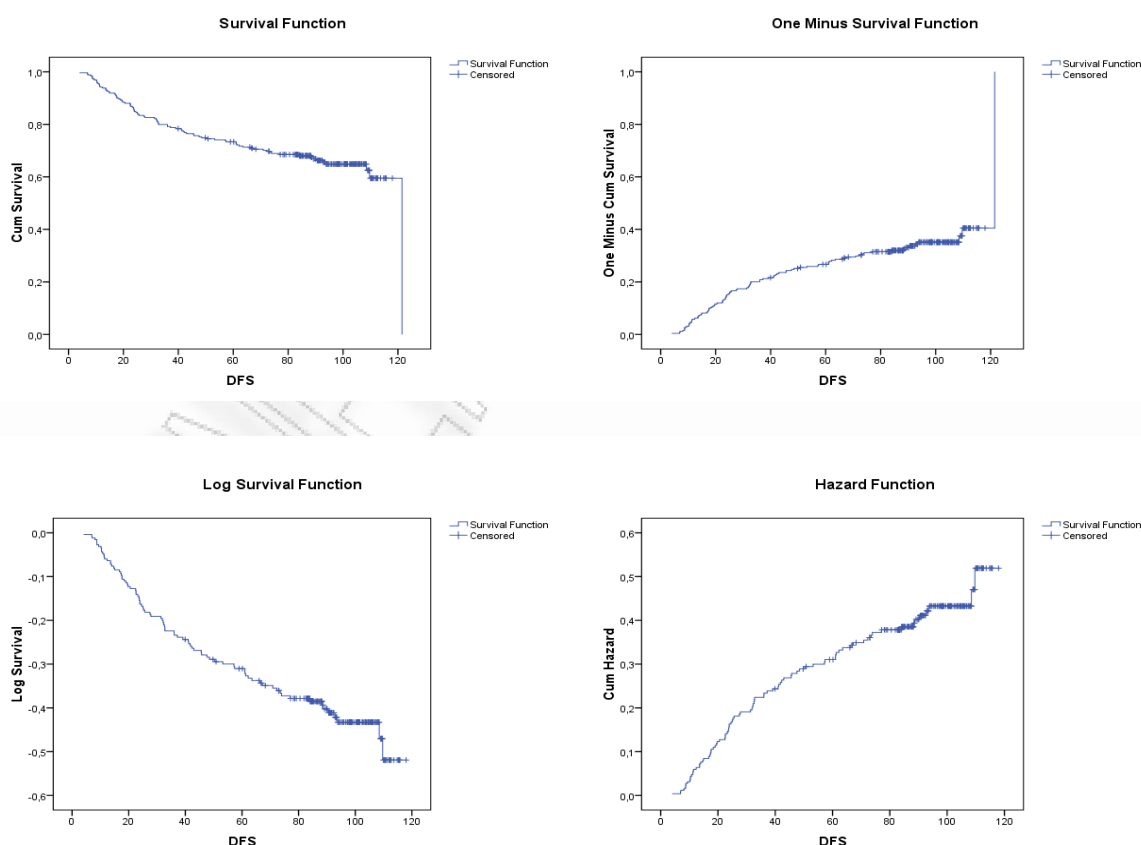 Survival Function
Cum Survival
1,0
0,8
0,6
0,4
0,2
0,0
0 20 40 60 80 100 120
DFS
Survival Function
Censored
One Minus Survival Function
One Minus Cum Survival
1,0
0,8
0,6
0,4
0,2
0,0
0 20 40 60 80 100 120
DFS
Survival Function
Censored
Log Survival Function
Log Survival
0,0
-0,1
-0,2
-0,3
-0,4
-0,5
-0,6
0 20 40 60 80 100 120
DFS
Survival Function
Censored
Hazard Function
Cum Hazard
0,6
0,5
0,4
0,3
0,2
0,1
0,0
0 20 40 60 80 100 120
DFS
Survival Function
Censored